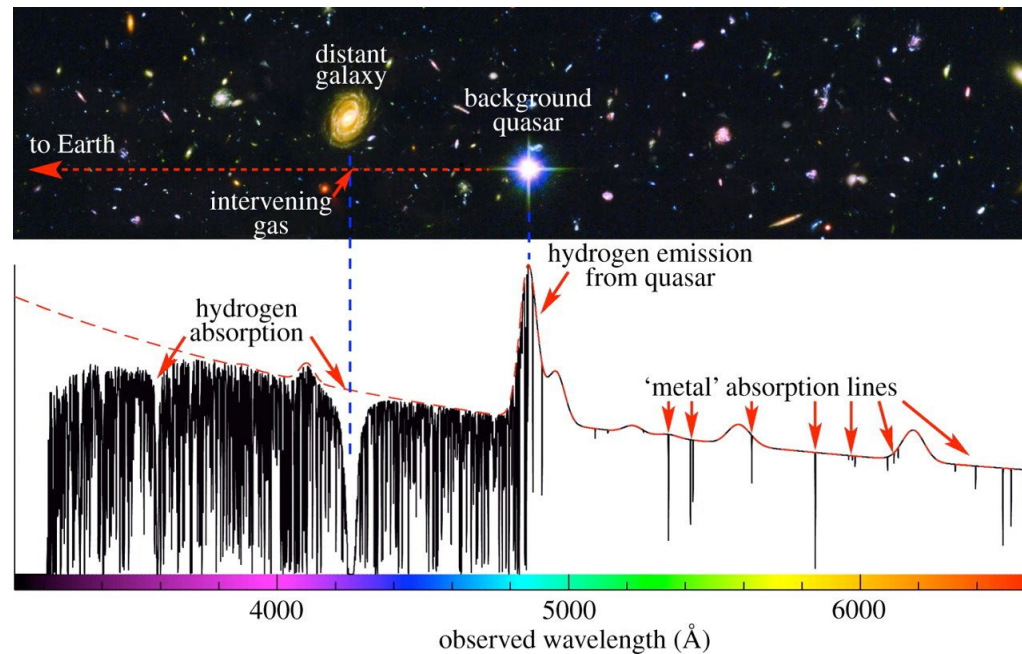 distant
galaxy
background
quasar
to Earth
intervening
gas
hydrogen emission
from quasar
hydrogen
absorption
‘metal’ absorption lines
4000
5000
6000
observed wavelength (Å)